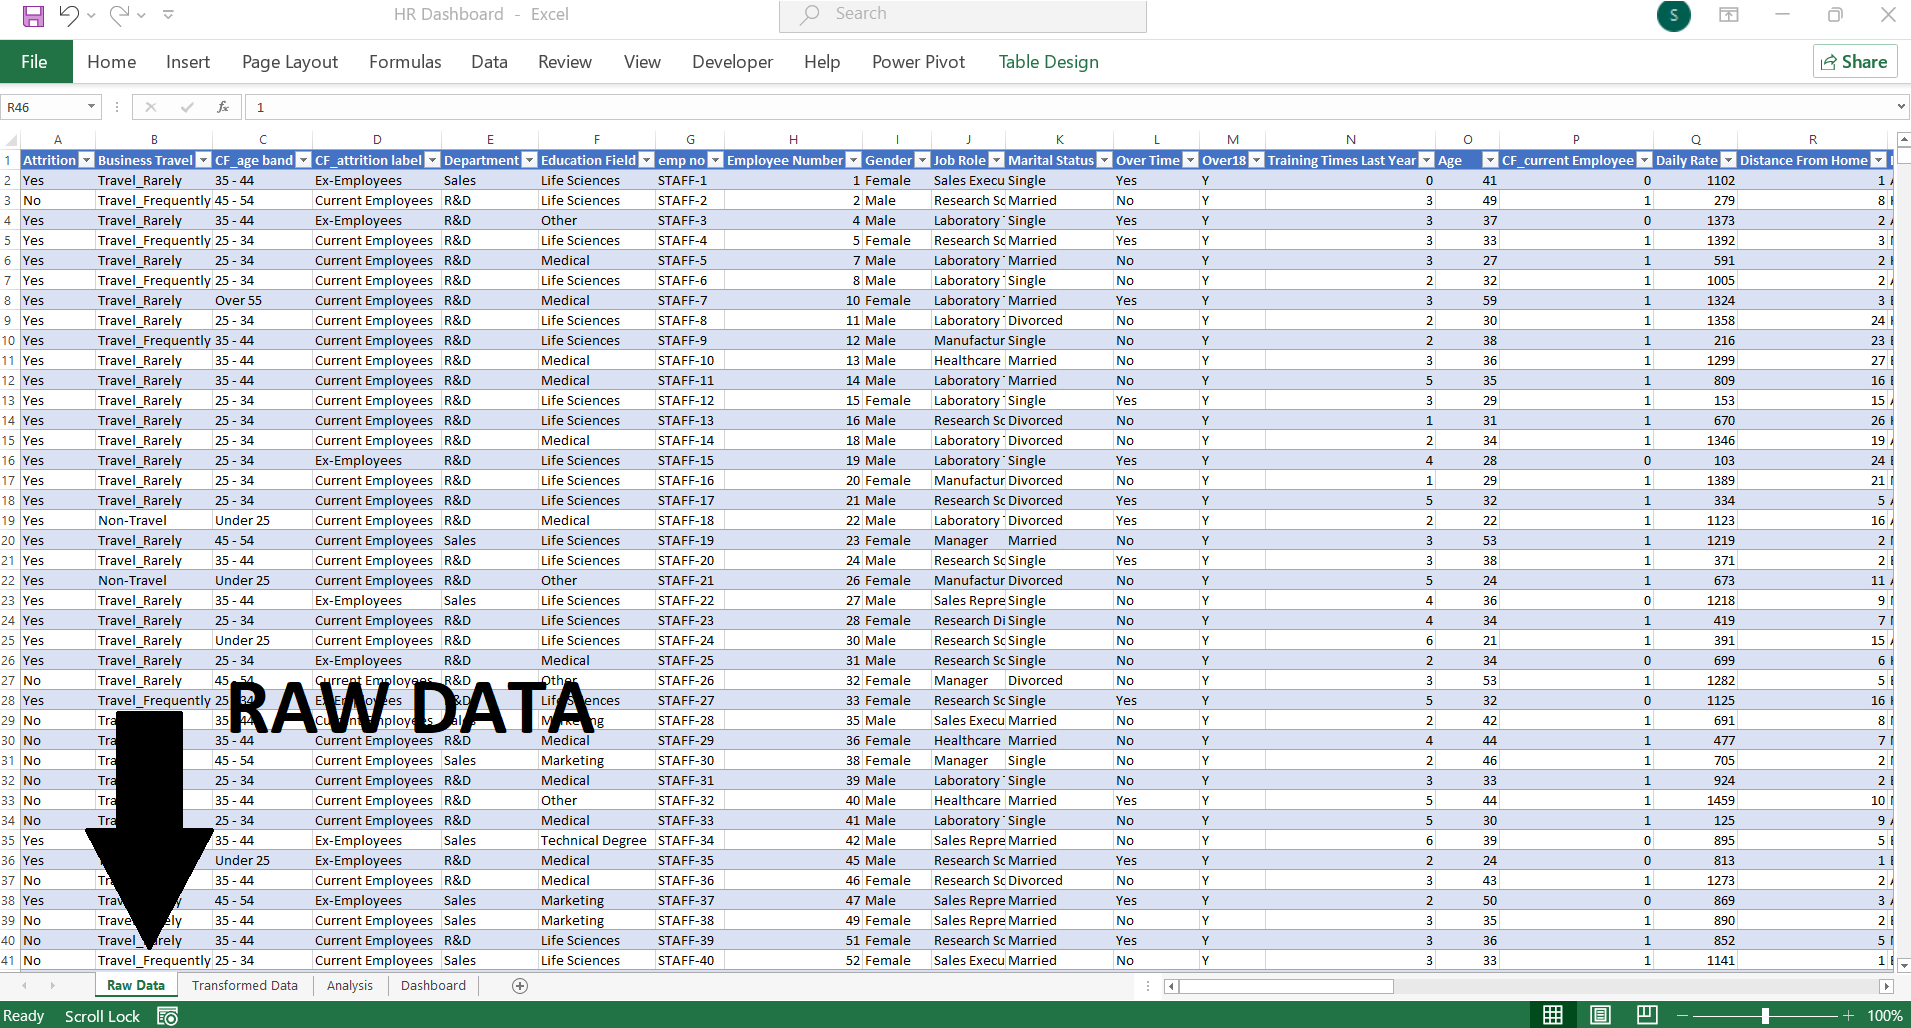 HR Dashboard - Excel
Search
S
File Home Insert Page Layout Formulas Data Review View Developer Help Power Pivot Table Design Share
R46 fx 1
A B C D E F G H I J K L M N O P Q R
1 Attrition Business Travel CF_age band CF_attrition label Department Education Field emp no Employee Number Gender Job Role Marital Status Over Time Over18 Training Times Last Year Age CF_current Employee Daily Rate Distance From Home
2 Yes Travel_Rarely 35 - 44 Ex-Employees Sales Life Sciences STAFF-1 1 Female Sales Execu Single Yes Y 0 41 0 1102 1
3 No Travel_Frequently 45 - 54 Current Employees R&D Life Sciences STAFF-2 2 Male Research Sc Married No Y 3 49 1 279 8
4 Yes Travel_Rarely 35 - 44 Ex-Employees R&D Other STAFF-3 4 Male Laboratory Single Yes Y 3 37 0 1373 2
5 Yes Travel_Frequently 25 - 34 Current Employees R&D Life Sciences STAFF-4 5 Female Research Sc Married Yes Y 3 33 1 1392 3
6 Yes Travel_Rarely 25 - 34 Current Employees R&D Medical STAFF-5 7 Male Laboratory Married No Y 3 27 1 591 2
7 Yes Travel_Frequently 25 - 34 Current Employees R&D Life Sciences STAFF-6 8 Male Laboratory Single No Y 2 32 1 1005 2
8 Yes Travel_Rarely Over 55 Current Employees R&D Medical STAFF-7 10 Female Laboratory Married Yes Y 3 59 1 1324 3
9 Yes Travel_Rarely 25 - 34 Current Employees R&D Life Sciences STAFF-8 11 Male Laboratory Divorced No Y 2 30 1 1358 24
10 Yes Travel_Frequently 35 - 44 Current Employees R&D Life Sciences STAFF-9 12 Male Manufactur Single No Y 2 38 1 216 23
11 Yes Travel_Rarely 35 - 44 Current Employees R&D Medical STAFF-10 13 Male Healthcare Married No Y 3 36 1 1299 27
12 Yes Travel_Rarely 35 - 44 Current Employees R&D Medical STAFF-11 14 Male Laboratory Married No Y 5 35 1 809 16
13 Yes Travel_Rarely 25 - 34 Current Employees R&D Life Sciences STAFF-12 15 Female Laboratory Single Yes Y 3 29 1 153 15
14 Yes Travel_Rarely 25 - 34 Current Employees R&D Life Sciences STAFF-13 16 Male Research Sc Divorced No Y 1 31 1 670 26
15 Yes Travel_Rarely 25 - 34 Current Employees R&D Medical STAFF-14 18 Male Laboratory Divorced No Y 2 34 1 1346 19
16 Yes Travel_Rarely 25 - 34 Ex-Employees R&D Life Sciences STAFF-15 19 Male Laboratory Single Yes Y 4 28 0 103 24
17 Yes Travel_Rarely 25 - 34 Current Employees R&D Life Sciences STAFF-16 20 Female Manufactur Divorced No Y 1 29 1 1389 21
18 Yes Travel_Rarely 25 - 34 Current Employees R&D Life Sciences STAFF-17 21 Male Research Sc Divorced Yes Y 5 32 1 334 5
19 Yes Non-Travel Under 25 Current Employees R&D Medical STAFF-18 22 Male Laboratory Divorced Yes Y 2 22 1 1123 16
20 Yes Travel_Rarely 45 - 54 Current Employees Sales Life Sciences STAFF-19 23 Female Manager Married No Y 3 53 1 1219 2
21 Yes Travel_Rarely 35 - 44 Current Employees R&D Life Sciences STAFF-20 24 Male Research Sc Single Yes Y 3 38 1 371 2
22 Yes Non-Travel Under 25 Current Employees R&D Other STAFF-21 26 Female Manufactur Divorced No Y 5 24 1 673 11
23 Yes Travel_Rarely 35 - 44 Ex-Employees Sales Life Sciences STAFF-22 27 Male Sales Repre Single No Y 4 36 0 1218 9
24 Yes Travel_Rarely 25 - 34 Current Employees R&D Life Sciences STAFF-23 28 Female Research Di Single No Y 4 34 1 419 7
25 Yes Travel_Rarely Under 25 Current Employees R&D Life Sciences STAFF-24 30 Male Research Sc Single No Y 6 21 1 391 15
26 Yes Travel_Rarely 25 - 34 Ex-Employees R&D Medical STAFF-25 31 Male Research Sc Single No Y 2 34 0 699 6
27 No Travel_Rarely 45 - 54 Current Employees R&D Other STAFF-26 32 Female Manager Divorced No Y 3 53 1 1282 5
RAW DATA
28 Yes Travel_Frequently 25 - 34 Ex-Employees R&D Life Sciences STAFF-27 33 Female Research Sc Single Yes Y 5 32 0 1125 16
29 No Tra 35 - 44 Current Employees Sales Marketing STAFF-28 35 Male Sales Execu Married No Y 2 42 1 691 8
30 No Tra 35 - 44 Current Employees R&D Medical STAFF-29 36 Female Healthcare Married No Y 4 44 1 477 7
31 No Tra 45 - 54 Current Employees Sales Marketing STAFF-30 38 Female Manager Single No Y 2 46 1 705 2
32 No Tra 25 - 34 Current Employees R&D Medical STAFF-31 39 Male Laboratory Single No Y 3 33 1 924 2
33 No Tra 35 - 44 Current Employees R&D Other STAFF-32 40 Male Healthcare Married Yes Y 5 44 1 1459 10
34 No Tra 25 - 34 Current Employees R&D Medical STAFF-33 41 Male Laboratory Single No Y 5 30 1 125 9
35 Yes 35 - 44 Ex-Employees Sales Technical Degree STAFF-34 42 Male Sales Repre Married No Y 6 39 0 895 5
36 Yes Under 25 Ex-Employees R&D Medical STAFF-35 45 Male Research Sc Married Yes Y 2 24 0 813 1
37 No 35 - 44 Current Employees R&D Medical STAFF-36 46 Female Research Sc Divorced No Y 3 43 1 1273 2
38 Yes 45 - 54 Ex-Employees Sales Marketing STAFF-37 47 Male Sales Repre Married Yes Y 2 50 0 869 3
39 No 35 - 44 Current Employees Sales Marketing STAFF-38 49 Female Sales Repre Married No Y 3 35 1 890 2
40 No Travel_Rarely 35 - 44 Current Employees R&D Life Sciences STAFF-39 51 Female Research Sc Married Yes Y 3 36 1 852 5
41 No Travel_Frequently 25 - 34 Current Employees Sales Life Sciences STAFF-40 52 Female Sales Execu Married No Y 3 33 1 1141 1
Raw Data Transformed Data Analysis Dashboard
Ready Scroll Lock 100%